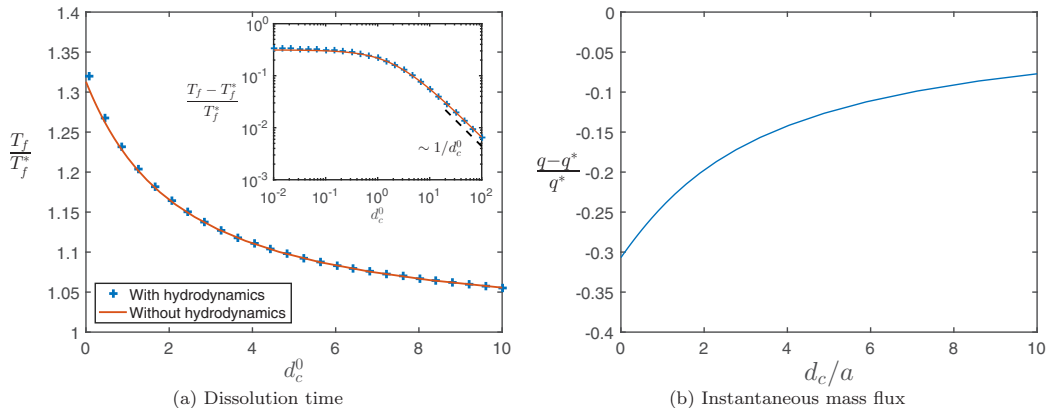 1.4
1.35
1.3
1.25
1.2
1.15
1.1
1.05
1
T_f
T_f^*
0 2 4 6 8 10
d_c^0
With hydrodynamics
Without hydrodynamics
10^0
10^-1
10^-2
10^-3
T_f − T_f^*
T_f^*
∼ 1/d_c^0
10^-2 10^-1 10^0 10^1 10^2
d_c^0
(a) Dissolution time
0
-0.05
-0.1
-0.15
-0.2
-0.25
-0.3
-0.35
-0.4
q−q^*
q^*
0 2 4 6 8 10
d_c/a
(b) Instantaneous mass flux